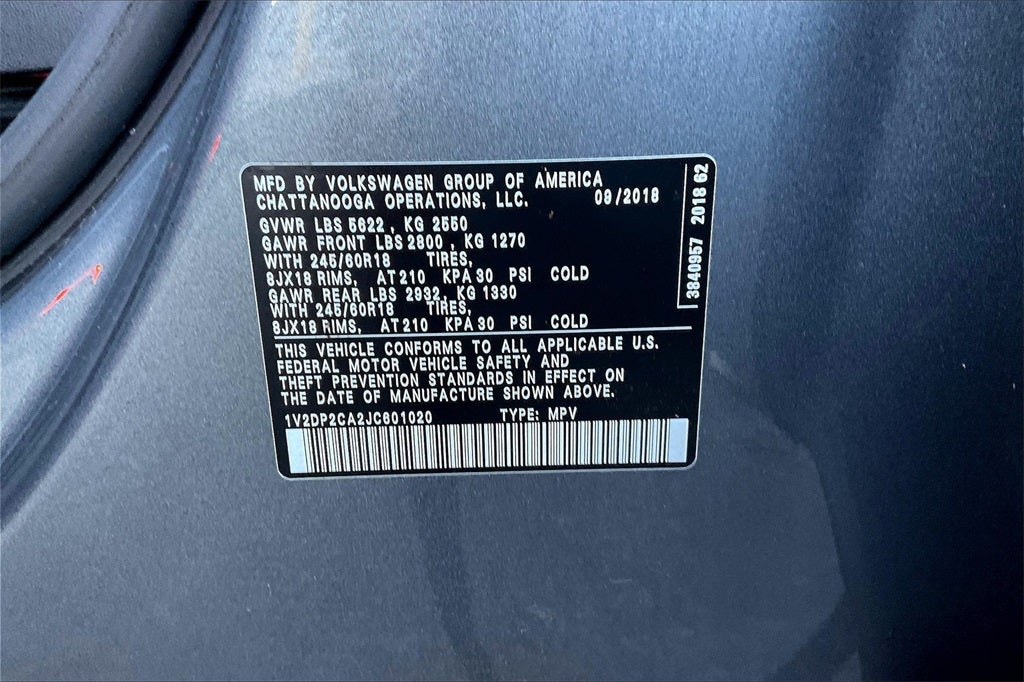 MFD BY VOLKSWAGEN GROUP OF AMERICA
CHATTANOOGA OPERATIONS, LLC. 09/2018
GVWR LBS 5622 , KG 2550
GAWR FRONT LBS 2800 , KG 1270
WITH 245/60R18 TIRES,
8JX18 RIMS, AT 210 KPA 30 PSI COLD
GAWR REAR LBS 2932, KG 1330
WITH 245/60R18 TIRES,
8JX18 RIMS, AT 210 KPA 30 PSI COLD
THIS VEHICLE CONFORMS TO ALL APPLICABLE U.S.
FEDERAL MOTOR VEHICLE SAFETY AND
THEFT PREVENTION STANDARDS IN EFFECT ON
THE DATE OF MANUFACTURE SHOWN ABOVE.
1V2DP2CA2JC601020 TYPE: MPV
3840957 2018 62